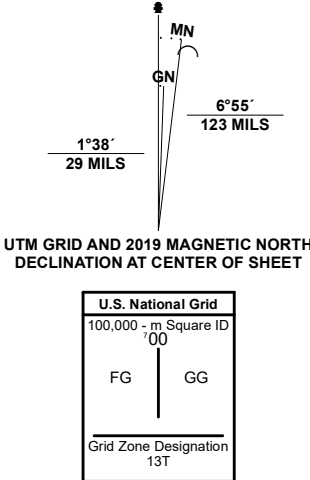 MN
GN
6°55´
123 MILS
1°38´
29 MILS
UTM GRID AND 2019 MAGNETIC NORTH
DECLINATION AT CENTER OF SHEET
U.S. National Grid
100,000 - m Square ID
⁷00
FG GG
Grid Zone Designation
13T